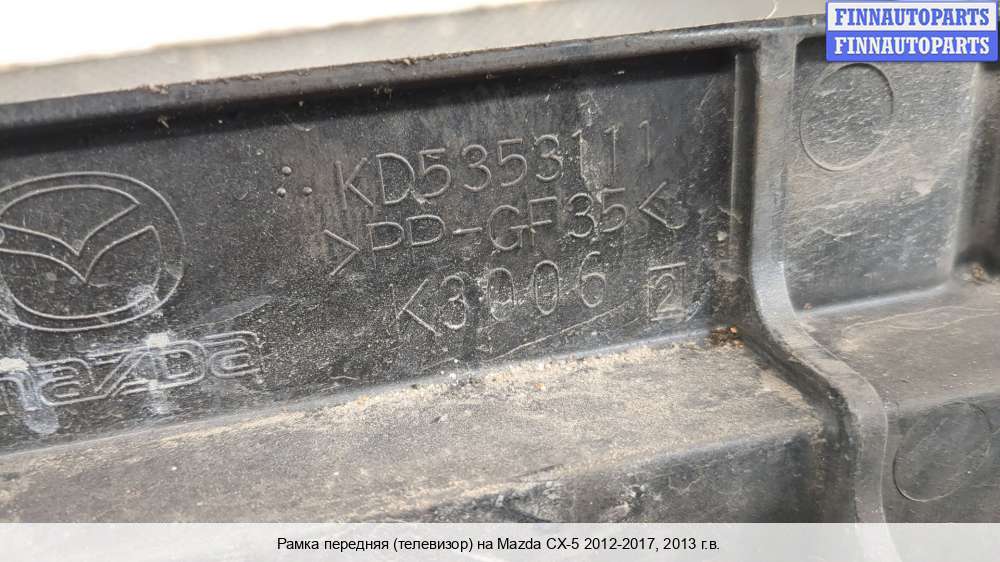 FINNAUTOPARTS
FINNAUTOPARTS
KD5353111
>PP-GF35<
K3006 2
mazda
Рамка передняя (телевизор) на Mazda CX-5 2012-2017, 2013 г.в.